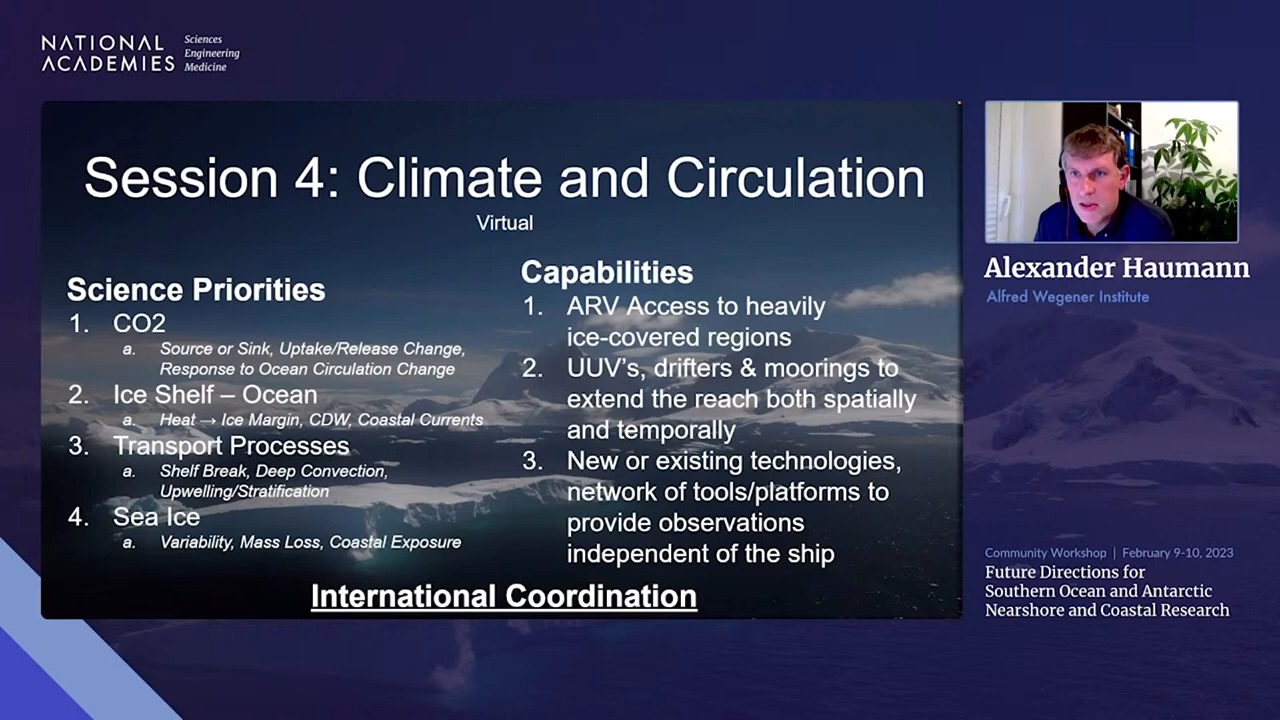 NATIONAL
ACADEMIES
Sciences
Engineering
Medicine
Session 4: Climate and Circulation
Virtual
Science Priorities
1. CO2
a. Source or Sink, Uptake/Release Change,
Response to Ocean Circulation Change
2. Ice Shelf – Ocean
a. Heat → Ice Margin, CDW, Coastal Currents
3. Transport Processes
a. Shelf Break, Deep Convection,
Upwelling/Stratification
4. Sea Ice
a. Variability, Mass Loss, Coastal Exposure
Capabilities
1. ARV Access to heavily
ice-covered regions
2. UUV's, drifters & moorings to
extend the reach both spatially
and temporally
3. New or existing technologies,
network of tools/platforms to
provide observations
independent of the ship
International Coordination
Alexander Haumann
Alfred Wegener Institute
Community Workshop | February 9-10, 2023
Future Directions for
Southern Ocean and Antarctic
Nearshore and Coastal Research